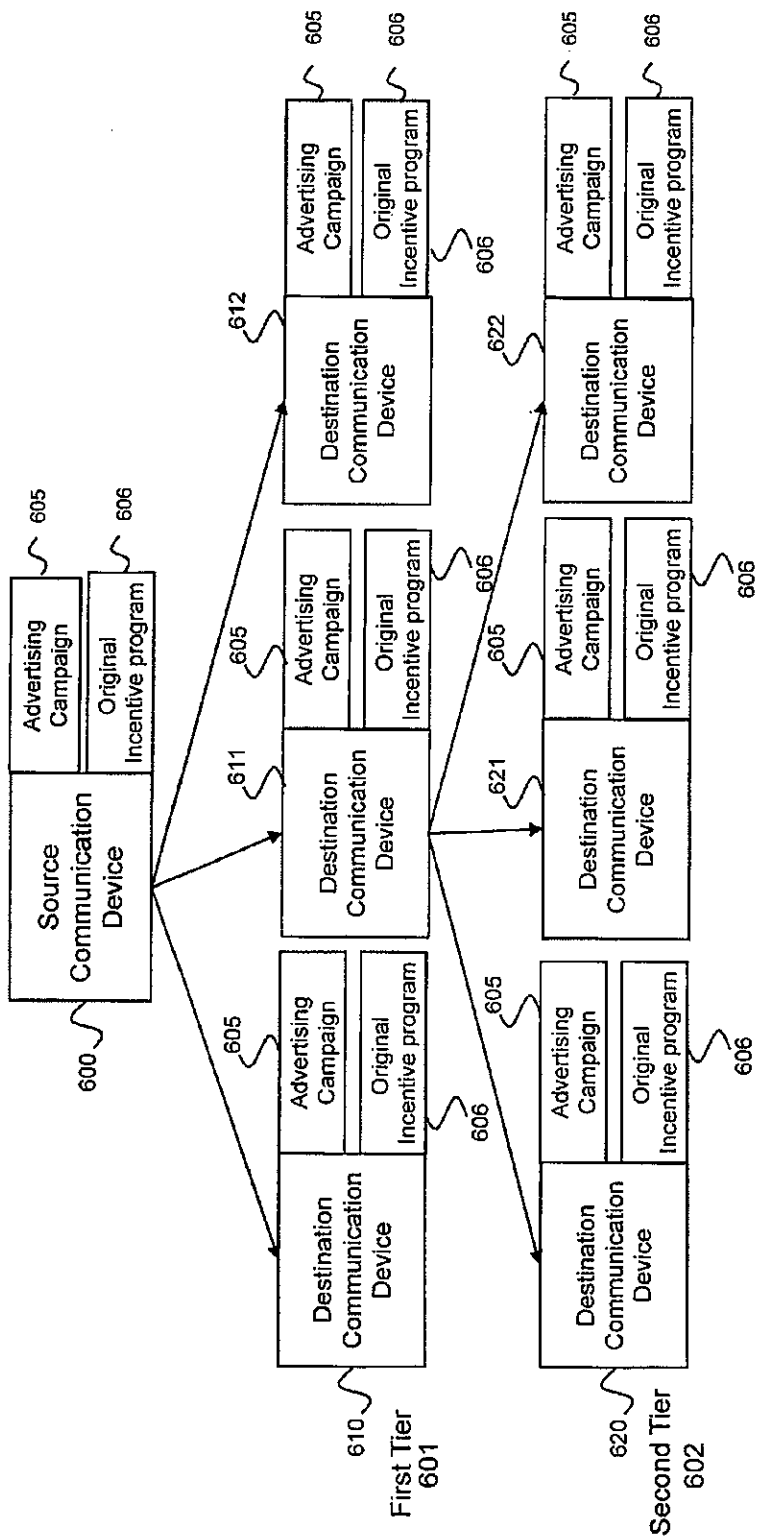 Source
Communication
Device
600
Advertising
Campaign
605
Original
Incentive program
606
First Tier
601
Destination
Communication
Device
610
Advertising
Campaign
605
Original
Incentive program
606
Destination
Communication
Device
611
Advertising
Campaign
605
Original
Incentive program
606
Destination
Communication
Device
612
Advertising
Campaign
605
Original
Incentive program
606
606
Second Tier
602
Destination
Communication
Device
620
Advertising
Campaign
605
Original
Incentive program
606
Destination
Communication
Device
621
Advertising
Campaign
605
Original
Incentive program
606
Destination
Communication
Device
622
Advertising
Campaign
605
Original
Incentive program
606